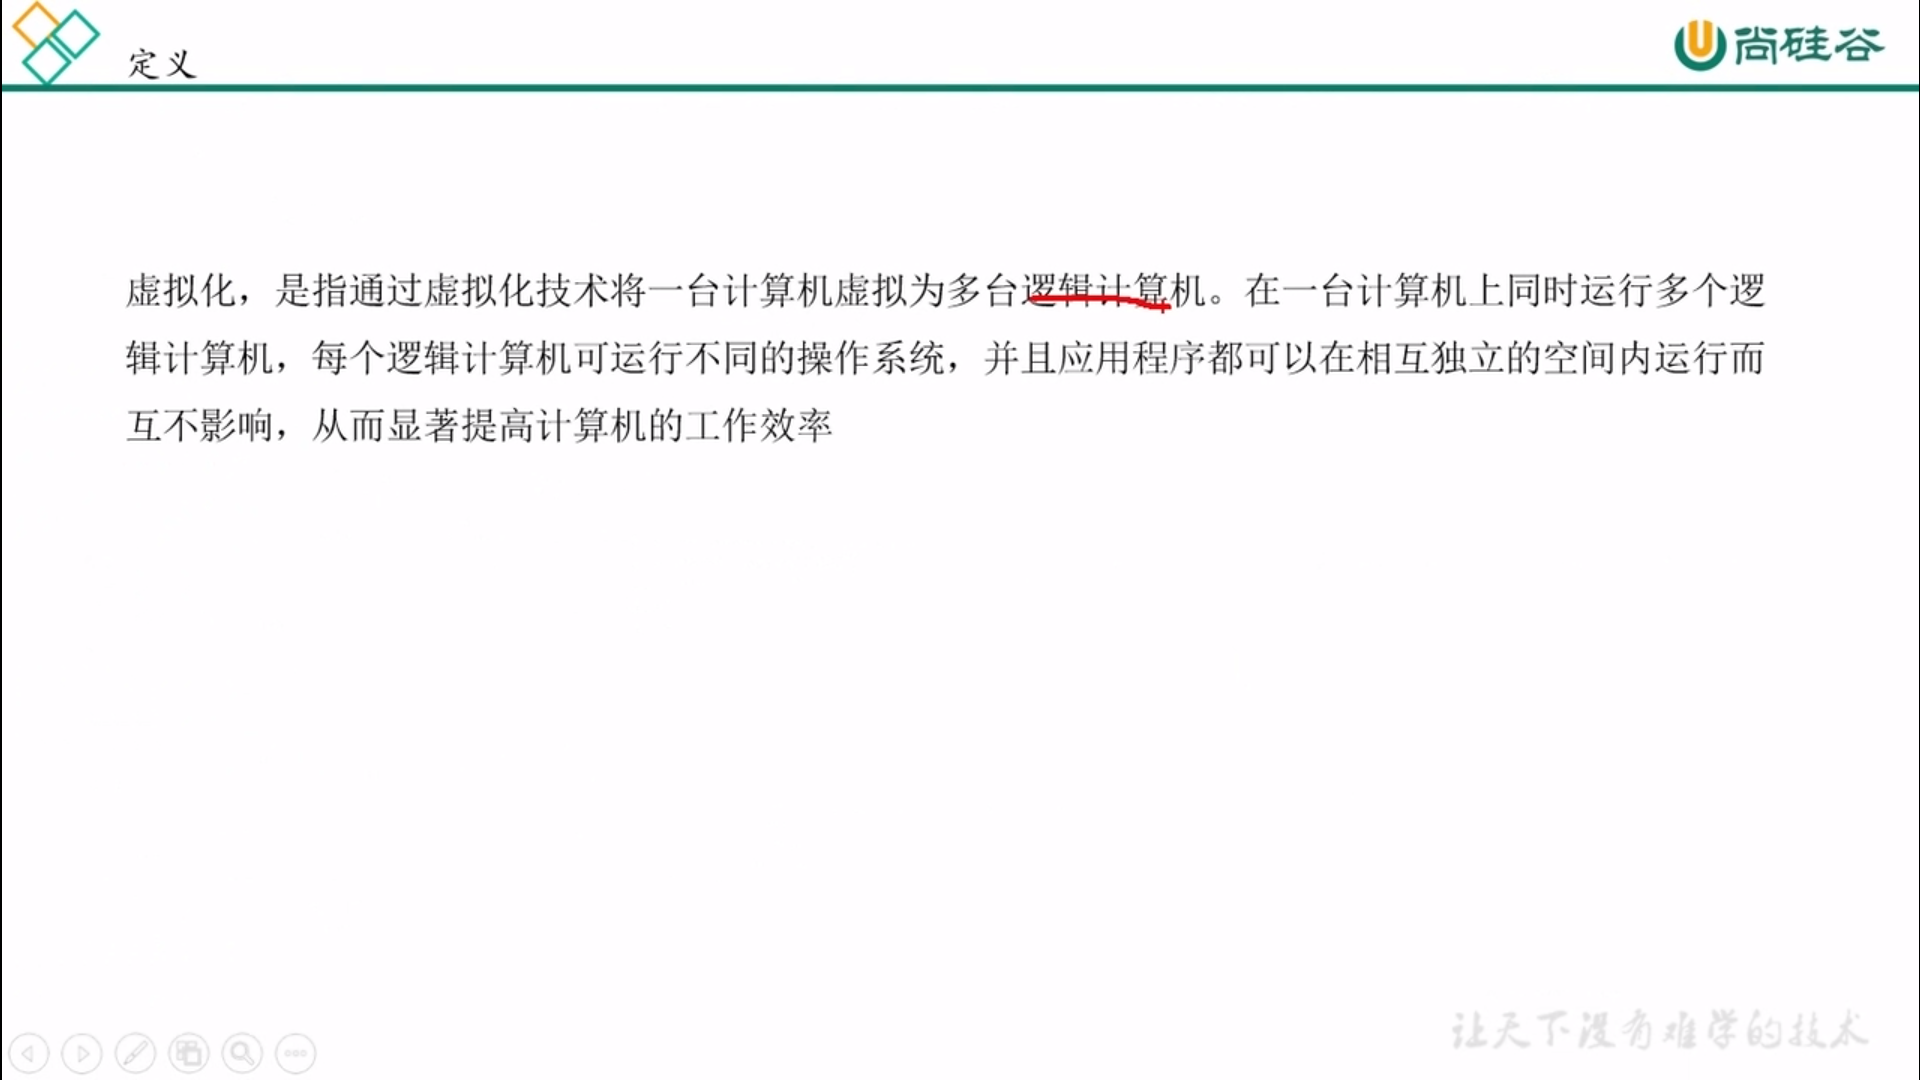 定义
尚硅谷
虚拟化，是指通过虚拟化技术将一台计算机虚拟为多台逻辑计算机。在一台计算机上同时运行多个逻
辑计算机，每个逻辑计算机可运行不同的操作系统，并且应用程序都可以在相互独立的空间内运行而
互不影响，从而显著提高计算机的工作效率
让天下没有难学的技术